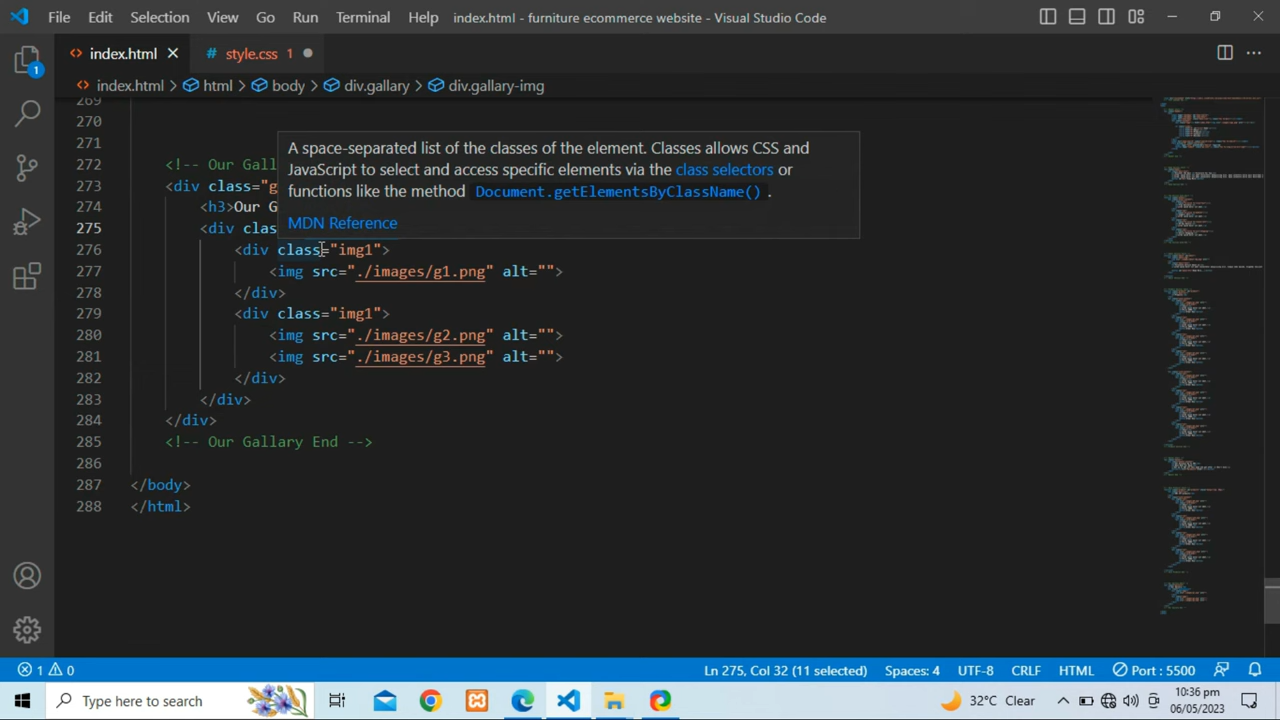 File Edit Selection View Go Run Terminal Help index.html - furniture ecommerce website - Visual Studio Code
index.html # style.css 1
index.html html body div.gallary div.gallary-img
269
270
271
272 <!-- Our Gal
273 <div class="g
274 <h3>Our G
275 <div clas
A space-separated list of the classes of the element. Classes allows CSS and
JavaScript to select and access specific elements via the class selectors or
functions like the method Document.getElementsByClassName() .
MDN Reference
276 <div class="img1">
277 <img src="./images/g1.png" alt="">
278 </div>
279 <div class="img1">
280 <img src="./images/g2.png" alt="">
281 <img src="./images/g3.png" alt="">
282 </div>
283 </div>
284 </div>
285 <!-- Our Gallary End -->
286
287 </body>
288 </html>
1 0 Ln 275, Col 32 (11 selected) Spaces: 4 UTF-8 CRLF HTML Port : 5500
Type here to search 32°C Clear 10:36 pm
06/05/2023